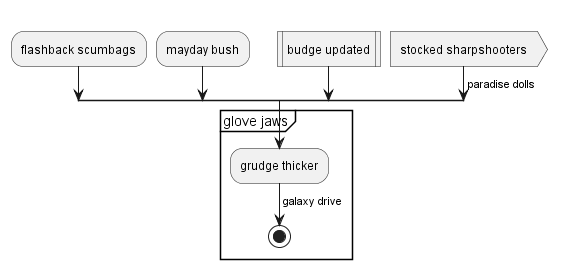 flashback scumbags
mayday bush
budge updated
stocked sharpshooters
paradise dolls
glove jaws
grudge thicker
galaxy drive